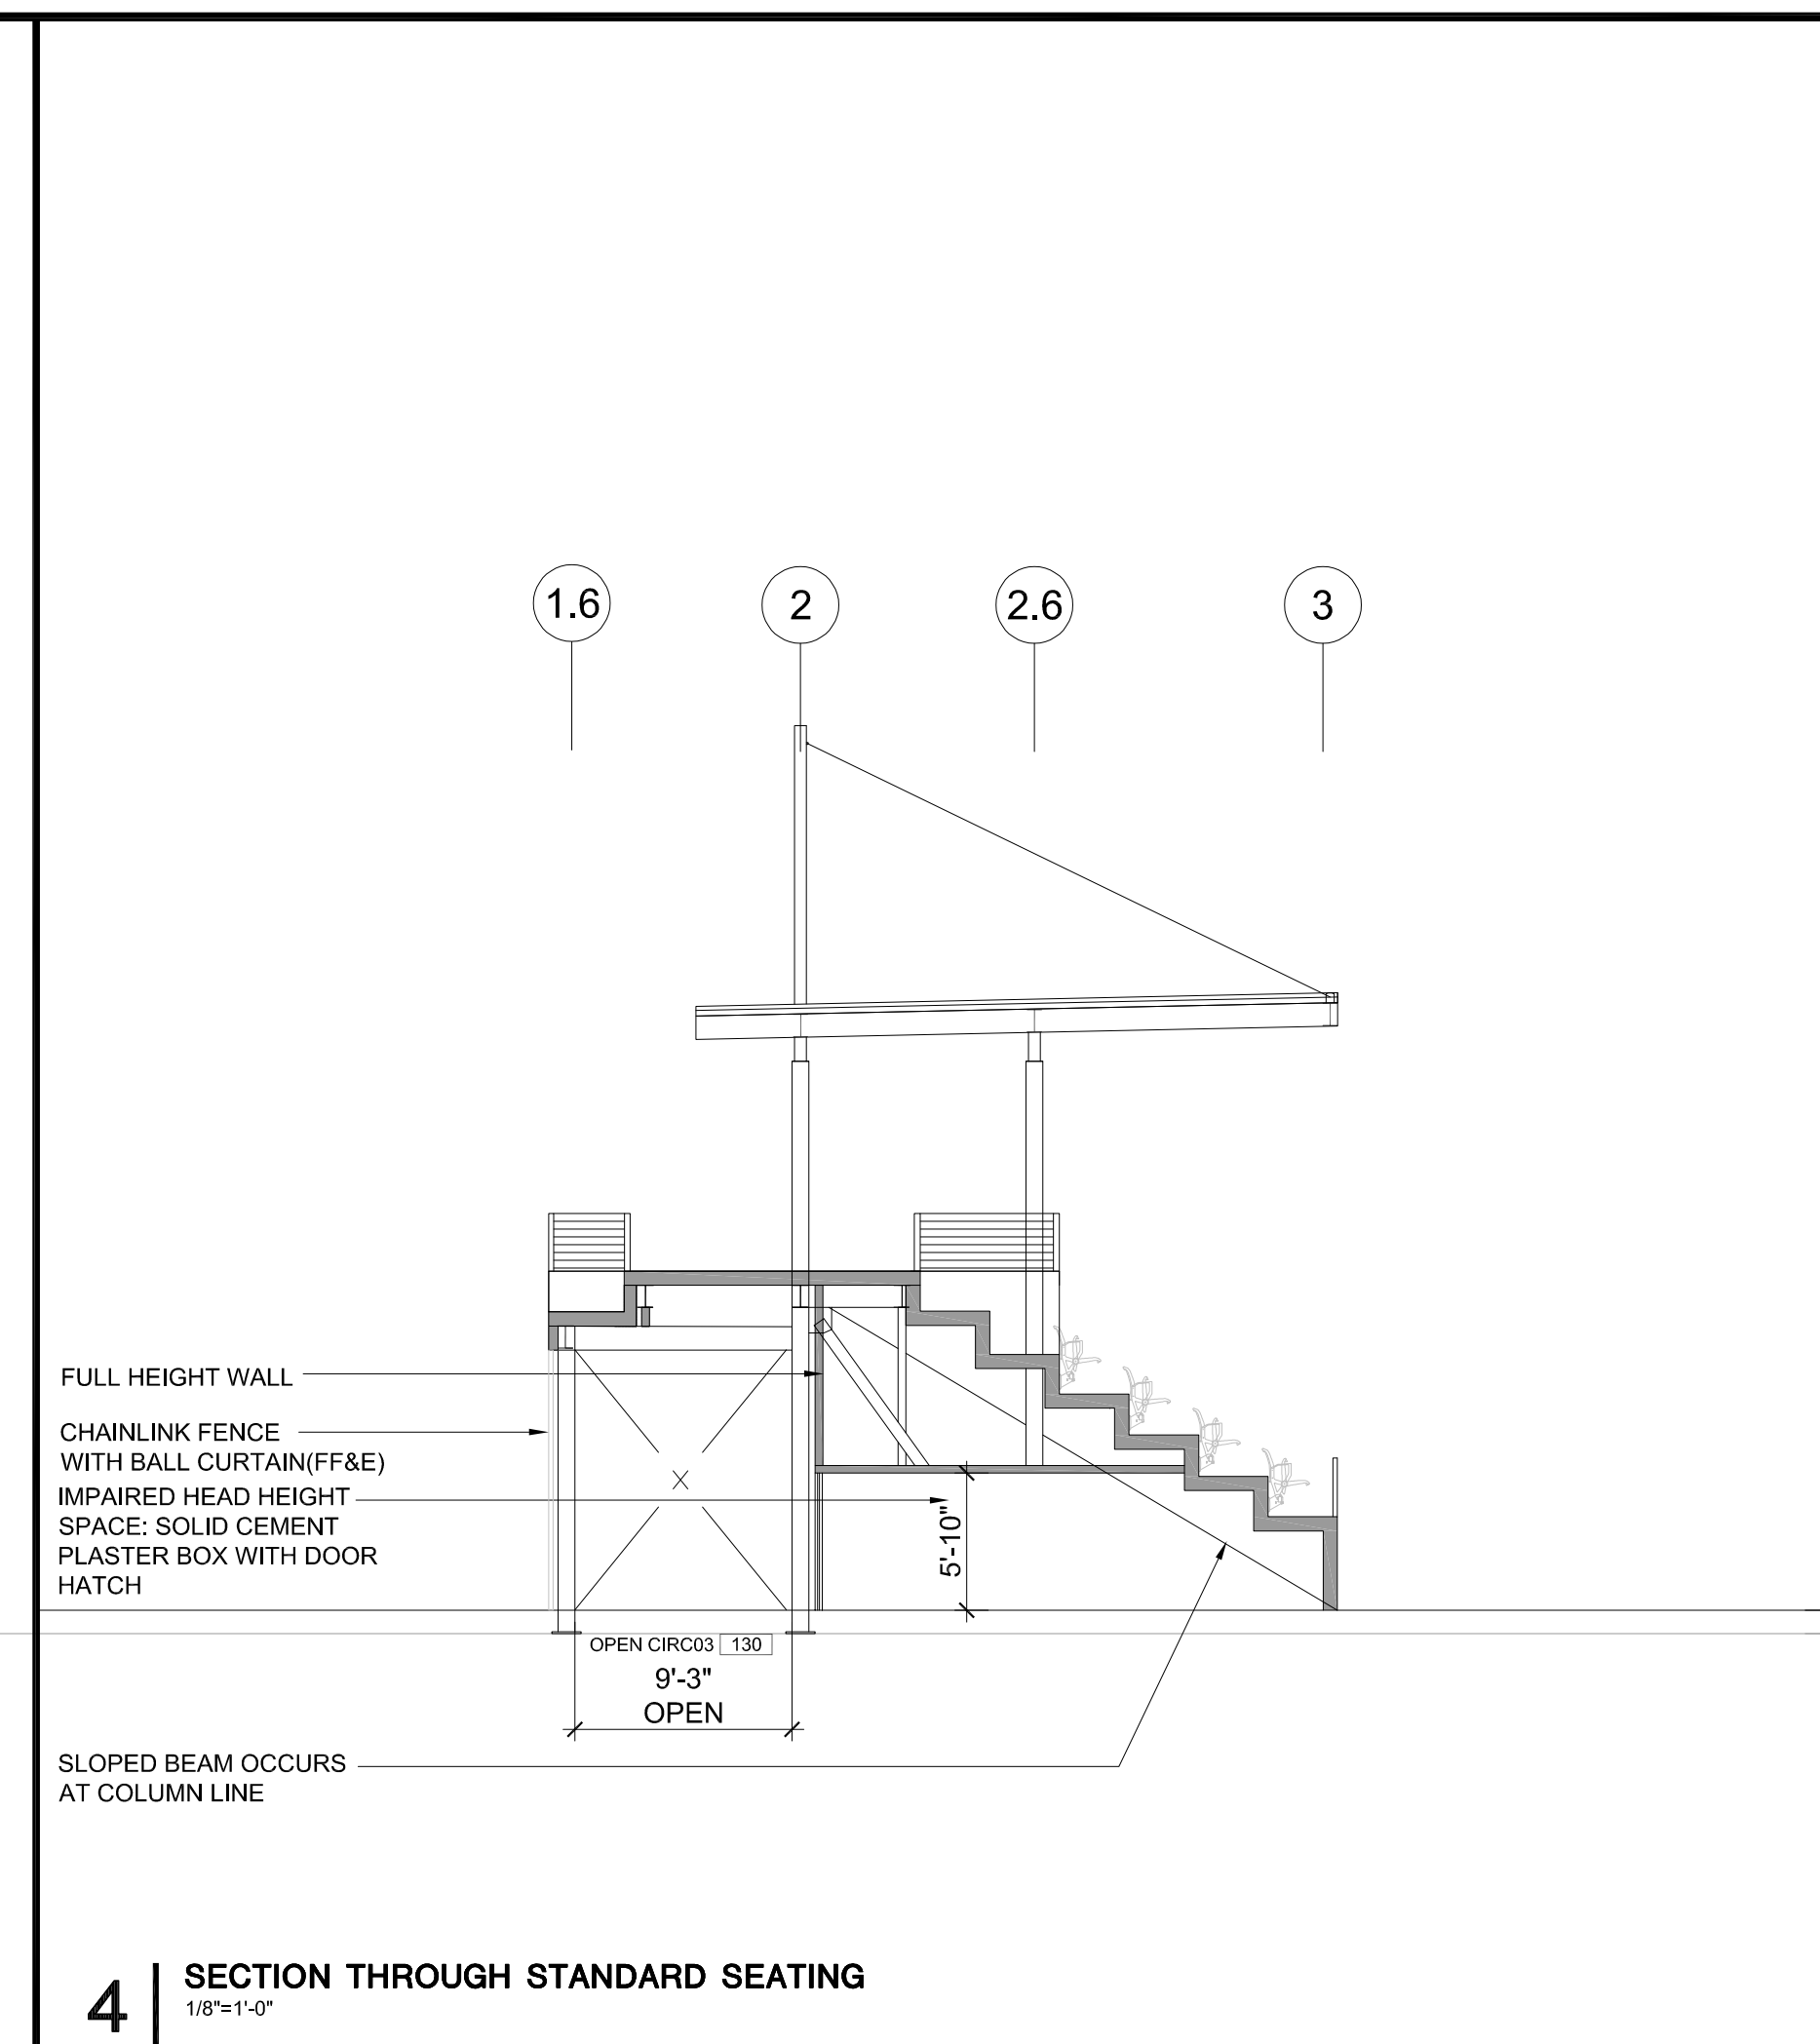 1.6
2
2.6
3
FULL HEIGHT WALL
CHAINLINK FENCE
WITH BALL CURTAIN(FF&E)
IMPAIRED HEAD HEIGHT
SPACE: SOLID CEMENT
PLASTER BOX WITH DOOR
HATCH
5'-10"
OPEN CIRC03 130
9'-3"
OPEN
SLOPED BEAM OCCURS
AT COLUMN LINE
4
SECTION THROUGH STANDARD SEATING
1/8"=1'-0"